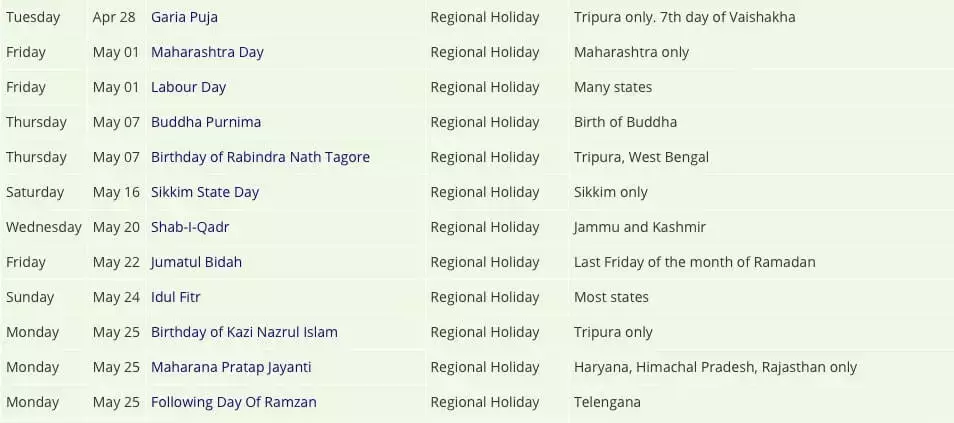 Tuesday Apr 28 Garia Puja Regional Holiday Tripura only. 7th day of Vaishakha
Friday May 01 Maharashtra Day Regional Holiday Maharashtra only
Friday May 01 Labour Day Regional Holiday Many states
Thursday May 07 Buddha Purnima Regional Holiday Birth of Buddha
Thursday May 07 Birthday of Rabindra Nath Tagore Regional Holiday Tripura, West Bengal
Saturday May 16 Sikkim State Day Regional Holiday Sikkim only
Wednesday May 20 Shab-I-Qadr Regional Holiday Jammu and Kashmir
Friday May 22 Jumatul Bidah Regional Holiday Last Friday of the month of Ramadan
Sunday May 24 Idul Fitr Regional Holiday Most states
Monday May 25 Birthday of Kazi Nazrul Islam Regional Holiday Tripura only
Monday May 25 Maharana Pratap Jayanti Regional Holiday Haryana, Himachal Pradesh, Rajasthan only
Monday May 25 Following Day Of Ramzan Regional Holiday Telengana